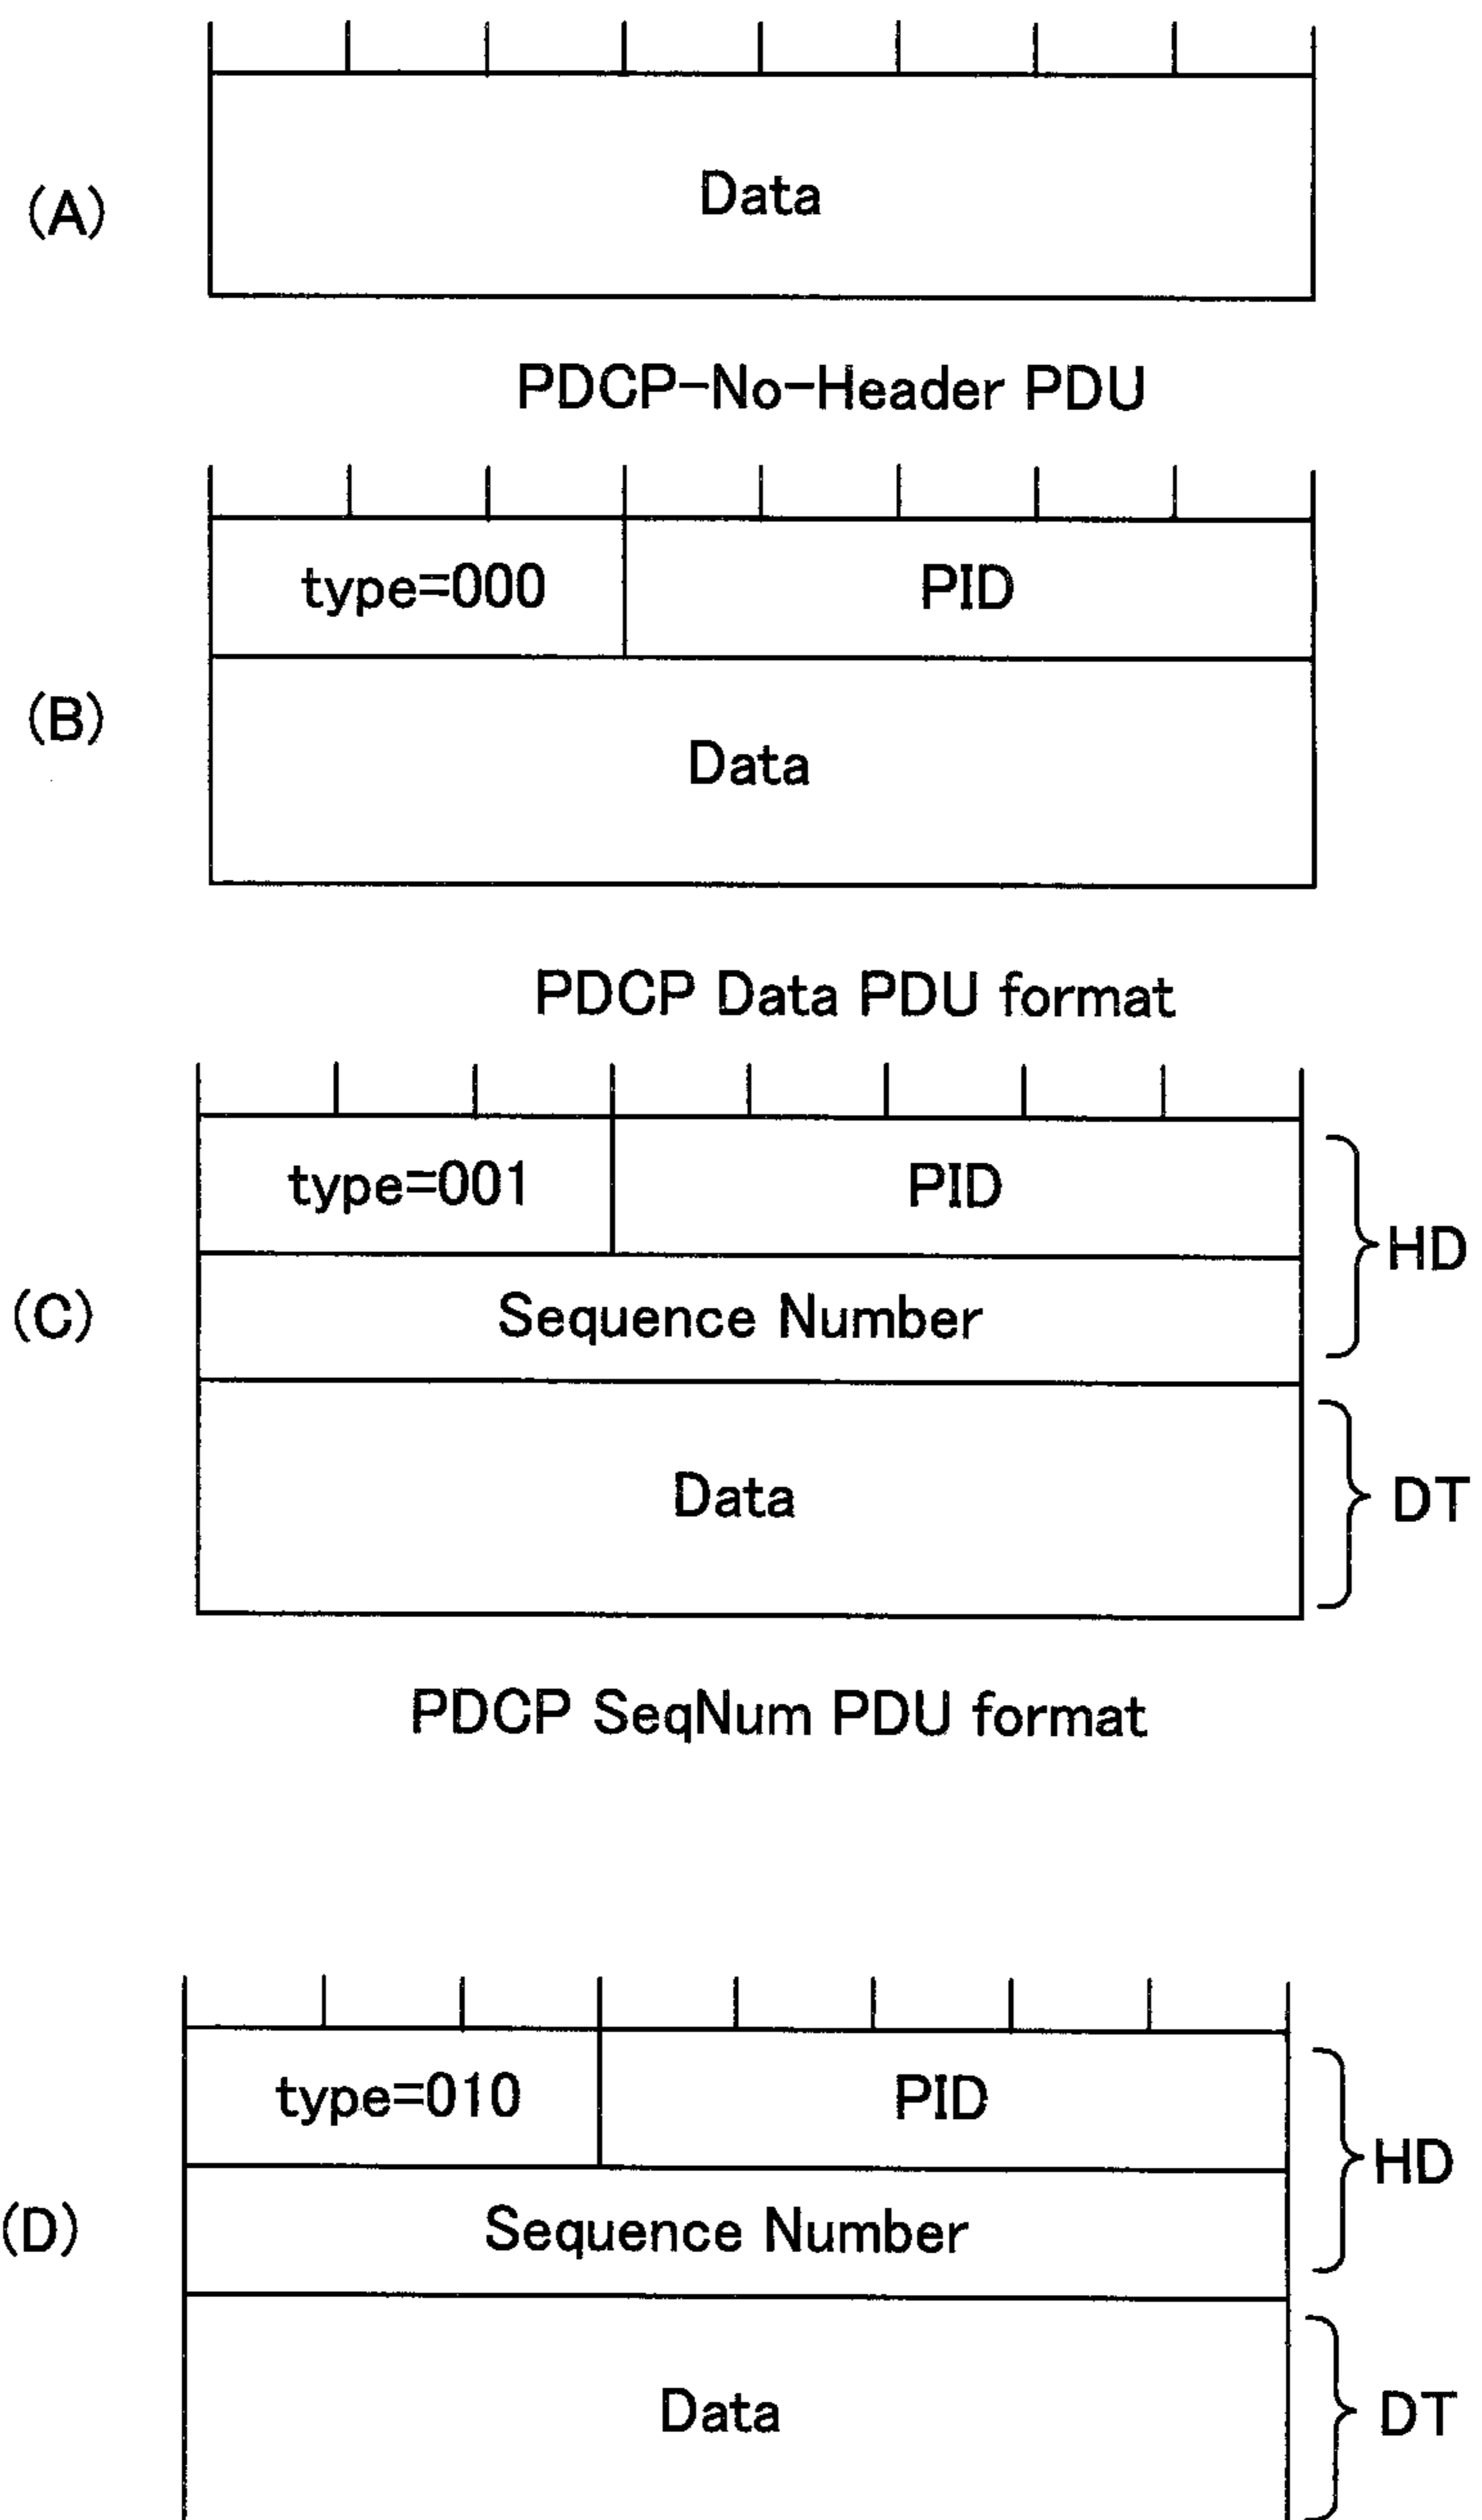 Data
(A)
PDCP-No-Header PDU
type=000 PID
(B)
Data
PDCP Data PDU format
type=001 PID
HD
(C)
Sequence Number
Data
DT
PDCP SeqNum PDU format
type=010 PID
HD
(D)
Sequence Number
Data
DT